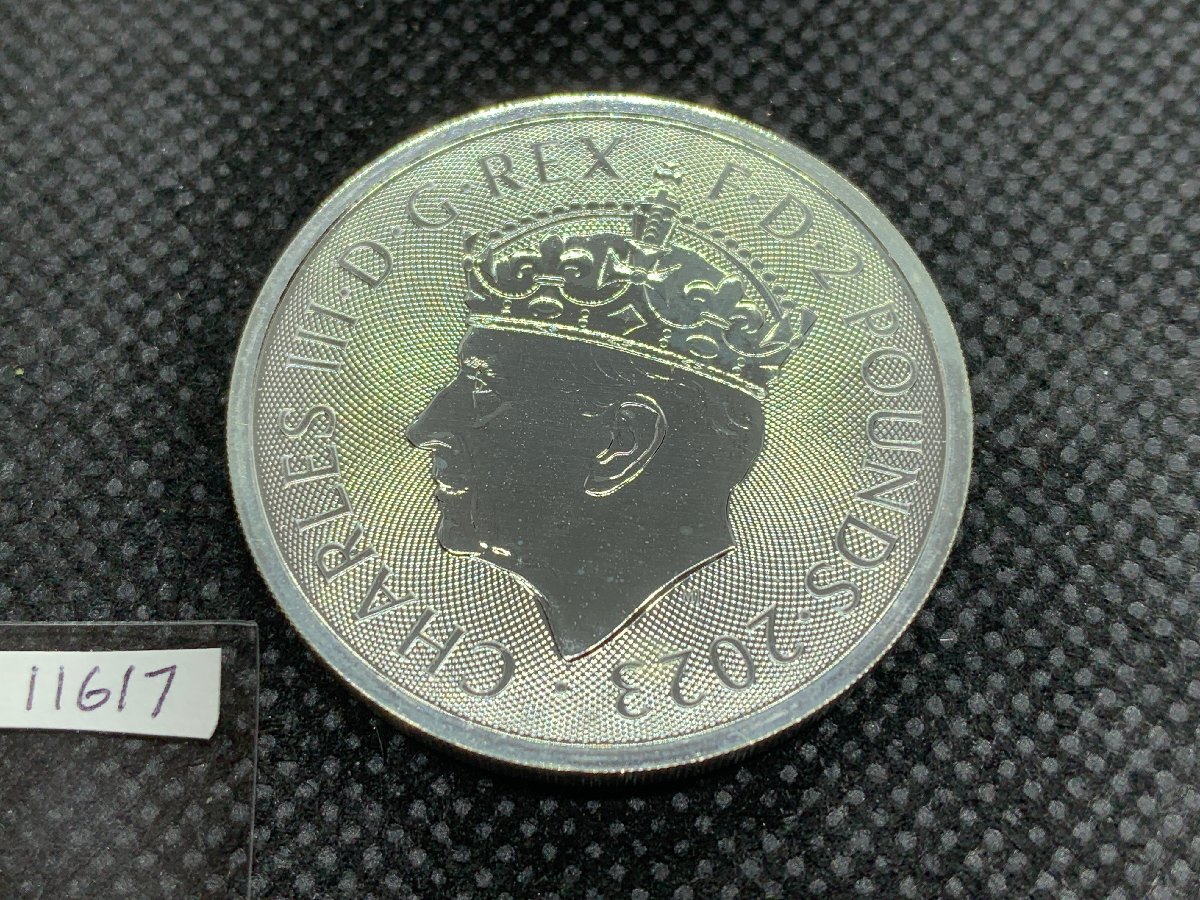 CHARLES III · D · G · REX · F · D · 2 POUNDS · 2023 ·
11617